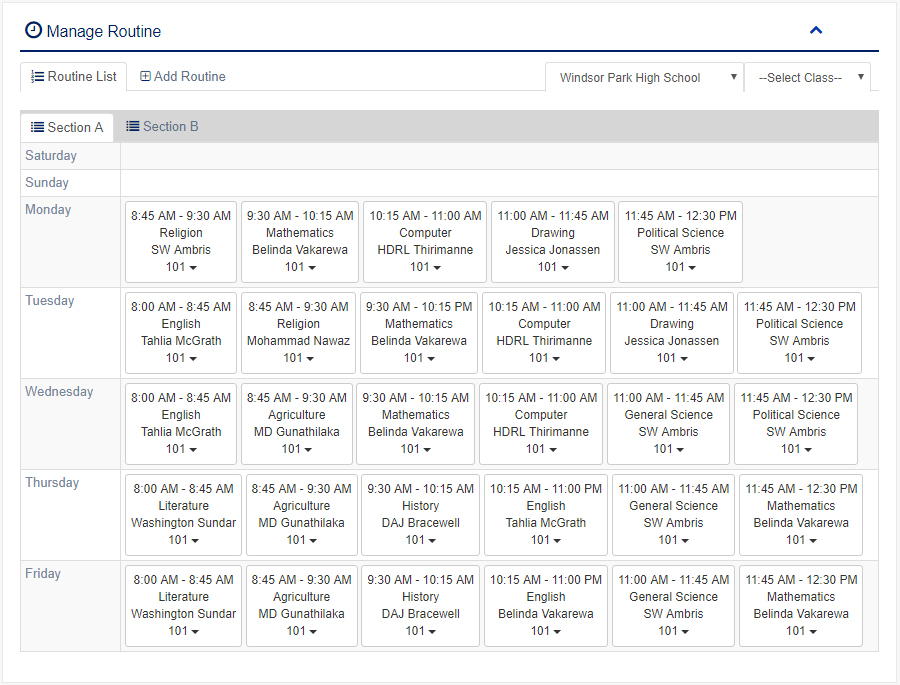 Manage Routine
Routine List
Add Routine
Windsor Park High School
--Select Class--
Section A
Section B
Saturday
Sunday
Monday
8:45 AM - 9:30 AM
Religion
SW Ambris
101
9:30 AM - 10:15 AM
Mathematics
Belinda Vakarewa
101
10:15 AM - 11:00 AM
Computer
HDRL Thirimanne
101
11:00 AM - 11:45 AM
Drawing
Jessica Jonassen
101
11:45 AM - 12:30 PM
Political Science
SW Ambris
101
Tuesday
8:00 AM - 8:45 AM
English
Tahlia McGrath
101
8:45 AM - 9:30 AM
Religion
Mohammad Nawaz
101
9:30 AM - 10:15 PM
Mathematics
Belinda Vakarewa
101
10:15 AM - 11:00 AM
Computer
HDRL Thirimanne
101
11:00 AM - 11:45 AM
Drawing
Jessica Jonassen
101
11:45 AM - 12:30 PM
Political Science
SW Ambris
101
Wednesday
8:00 AM - 8:45 AM
English
Tahlia McGrath
101
8:45 AM - 9:30 AM
Agriculture
MD Gunathilaka
101
9:30 AM - 10:15 AM
Mathematics
Belinda Vakarewa
101
10:15 AM - 11:00 AM
Computer
HDRL Thirimanne
101
11:00 AM - 11:45 AM
General Science
SW Ambris
101
11:45 AM - 12:30 PM
Political Science
SW Ambris
101
Thursday
8:00 AM - 8:45 AM
Literature
Washington Sundar
101
8:45 AM - 9:30 AM
Agriculture
MD Gunathilaka
101
9:30 AM - 10:15 AM
History
DAJ Bracewell
101
10:15 AM - 11:00 PM
English
Tahlia McGrath
101
11:00 AM - 11:45 AM
General Science
SW Ambris
101
11:45 AM - 12:30 PM
Mathematics
Belinda Vakarewa
101
Friday
8:00 AM - 8:45 AM
Literature
Washington Sundar
101
8:45 AM - 9:30 AM
Agriculture
MD Gunathilaka
101
9:30 AM - 10:15 AM
History
DAJ Bracewell
101
10:15 AM - 11:00 PM
English
Belinda Vakarewa
101
11:00 AM - 11:45 AM
General Science
SW Ambris
101
11:45 AM - 12:30 PM
Mathematics
Belinda Vakarewa
101